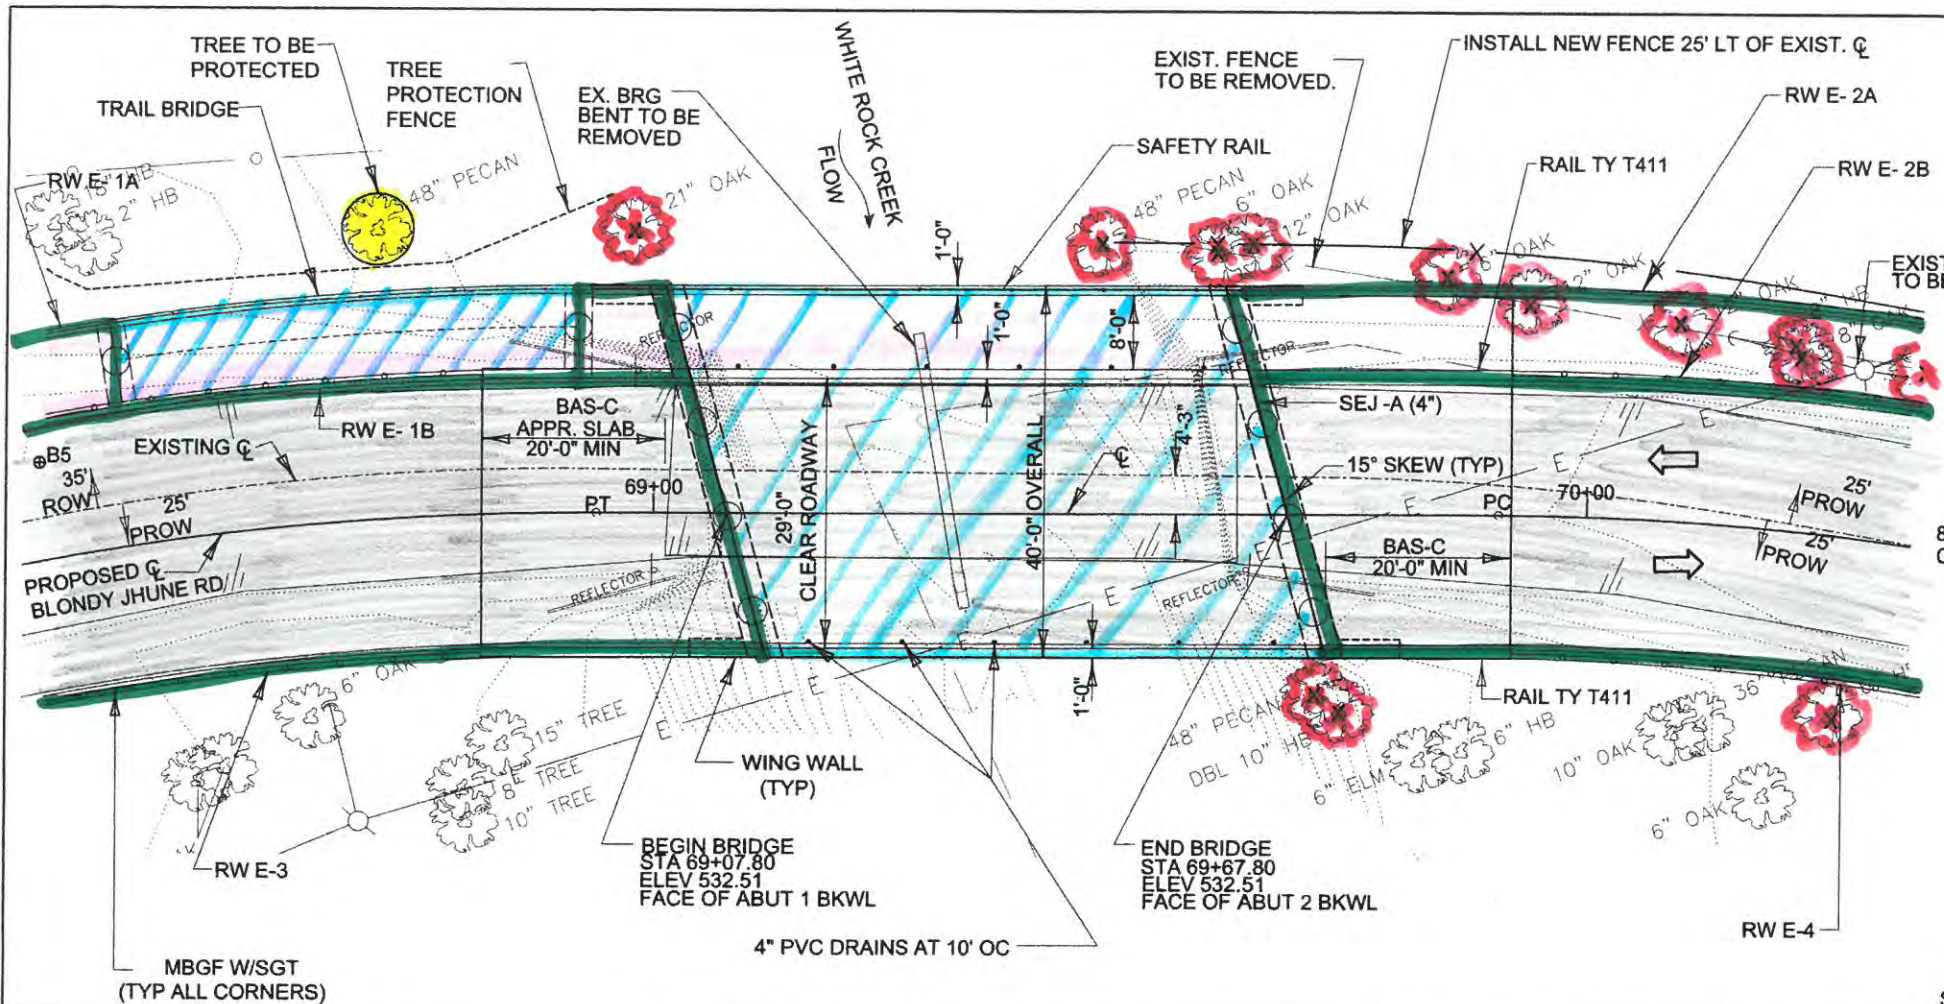 TREE TO BE
PROTECTED
TREE
PROTECTION
FENCE
TRAIL BRIDGE
EX. BRG
BENT TO BE
REMOVED
WHITE ROCK CREEK
FLOW
EXIST. FENCE
TO BE REMOVED.
INSTALL NEW FENCE 25' LT OF EXIST. ℄
RW E- 2A
SAFETY RAIL
RAIL TY T411
RW E- 2B
RW E- 1A
18" HB
2" HB
48" PECAN
21" OAK
48" PECAN
6" OAK
12" OAK
6" OAK
12" OAK
EXIST
TO BE
8" OAK
1'-0"
1'-0"
8'-0"
REFLECTOR
REFLECTOR
BAS-C
APPR. SLAB
20'-0" MIN
RW E- 1B
EXISTING ℄
B5
35'
ROW
25'
PROW
69+00
PT
29'-0"
CLEAR ROADWAY
40'-0" OVERALL
4'-3"
℄
SEJ -A (4")
15° SKEW (TYP)
E
E
PC
70+00
25'
PROW
25'
PROW
PROPOSED ℄
BLONDY JHUNE RD
REFLECTOR
REFLECTOR
E
E
E
BAS-C
20'-0" MIN
1'-0"
6" OAK
15" TREE
8" TREE
10" TREE
E
E
E
RAIL TY T411
48" PECAN
DBL 10" HB
6" ELM
6" HB
10" OAK
6" OAK
WING WALL
(TYP)
RW E-3
BEGIN BRIDGE
STA 69+07.80
ELEV 532.51
FACE OF ABUT 1 BKWL
END BRIDGE
STA 69+67.80
ELEV 532.51
FACE OF ABUT 2 BKWL
4" PVC DRAINS AT 10' OC
RW E-4
MBGF W/SGT
(TYP ALL CORNERS)